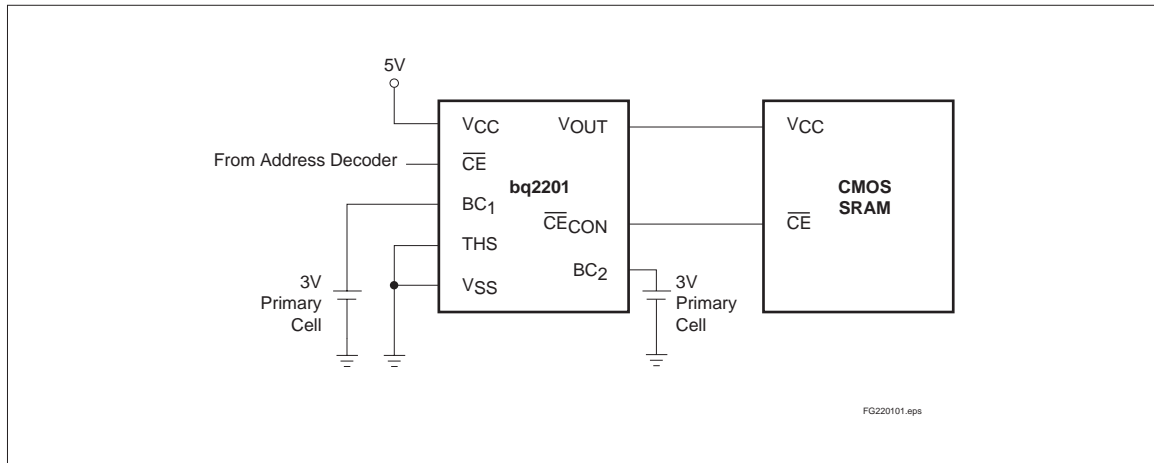 5V
VCC
VOUT
VCC
From Address Decoder
CE
bq2201
CMOS
SRAM
BC1
CECON
CE
THS
BC2
3V
Primary
Cell
VSS
3V
Primary
Cell
FG220101.eps